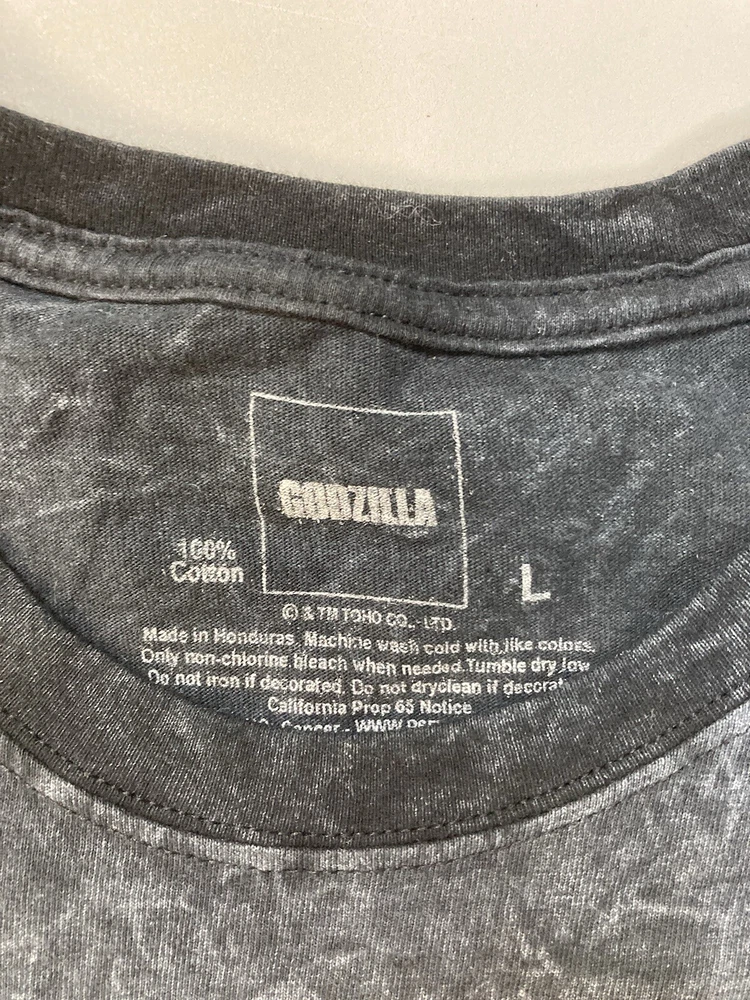 GODZILLA
100%
Cotton
L
© & TM TOHO CO., LTD.
Made in Honduras. Machine wash cold with like colors.
Only non-chlorine bleach when needed. Tumble dry low
Do not iron if decorated. Do not dryclean if
California Prop 65 Notice
Cancer - WWW